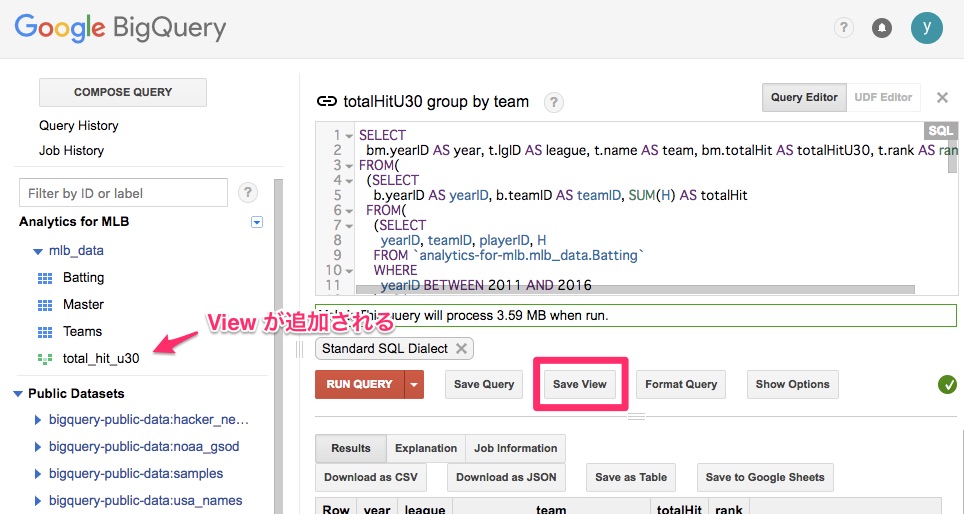 Google BigQuery
?
y
COMPOSE QUERY
Query History
Job History
Filter by ID or label
?
Analytics for MLB
mlb_data
Batting
Master
Teams
total_hit_u30
Public Datasets
bigquery-public-data:hacker_ne…
bigquery-public-data:noaa_gsod
bigquery-public-data:samples
bigquery-public-data:usa_names
View が追加される
totalHitU30 group by team
?
Query Editor
UDF Editor
SQL
1 SELECT
2 bm.yearID AS year, t.lgID AS league, t.name AS team, bm.totalHit AS totalHitU30, t.rank AS ran
3 FROM(
4 (SELECT
5 b.yearID AS yearID, b.teamID AS teamID, SUM(H) AS totalHit
6 FROM(
7 (SELECT
8 yearID, teamID, playerID, H
9 FROM `analytics-for-mlb.mlb_data.Batting`
10 WHERE
11 yearID BETWEEN 2011 AND 2016
query will process 3.59 MB when run.
Standard SQL Dialect
RUN QUERY
Save Query
Save View
Format Query
Show Options
Results
Explanation
Job Information
Download as CSV
Download as JSON
Save as Table
Save to Google Sheets
Row year league team totalHit rank